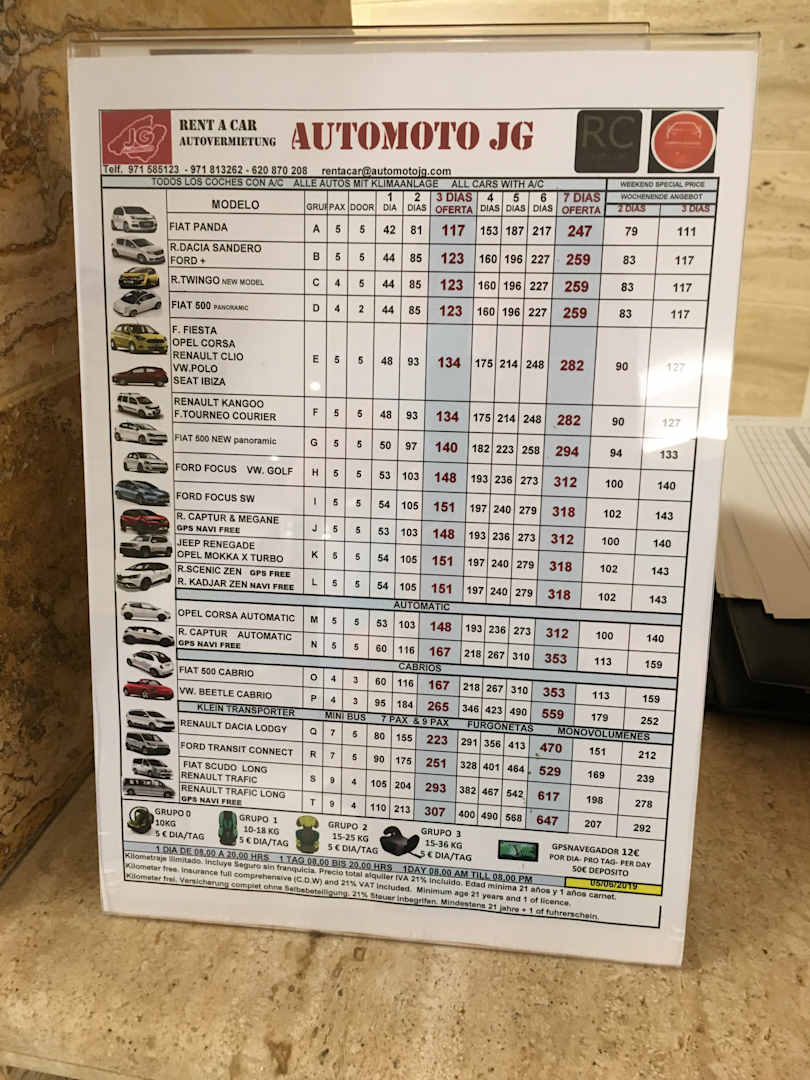 JG
RENT A CAR
AUTOVERMIETUNG
AUTOMOTO JG
RC
Telf. 971 585123 - 971 813262 - 620 870 208 rentacar@automotojg.com
TODOS LOS COCHES CON A/C ALLE AUTOS MIT KLIMAANLAGE ALL CARS WITH A/C
WEEKEND SPECIAL PRICE
WOCHENENDE ANGEBOT
MODELO GRUI PAX DOOR 1 DIA 2 DIAS 3 DIAS OFERTA 4 DIAS 5 DIAS 6 DIAS 7 DIAS OFERTA 2 DIAS 3 DIAS
FIAT PANDA A 5 5 42 81 117 153 187 217 247 79 111
R.DACIA SANDERO
FORD + B 5 5 44 85 123 160 196 227 259 83 117
R.TWINGO NEW MODEL C 4 5 44 85 123 160 196 227 259 83 117
FIAT 500 PANORAMIC D 4 2 44 85 123 160 196 227 259 83 117
F. FIESTA
OPEL CORSA
RENAULT CLIO E 5 5 48 93 134 175 214 248 282 90 127
VW.POLO
SEAT IBIZA
RENAULT KANGOO
F.TOURNEO COURIER F 5 5 48 93 134 175 214 248 282 90 127
FIAT 500 NEW panoramic G 5 5 50 97 140 182 223 258 294 94 133
FORD FOCUS VW. GOLF H 5 5 53 103 148 193 236 273 312 100 140
FORD FOCUS SW I 5 5 54 105 151 197 240 279 318 102 143
R. CAPTUR & MEGANE
GPS NAVI FREE J 5 5 53 103 148 193 236 273 312 100 140
JEEP RENEGADE
OPEL MOKKA X TURBO K 5 5 54 105 151 197 240 279 318 102 143
R.SCENIC ZEN GPS FREE
R. KADJAR ZEN NAVI FREE L 5 5 54 105 151 197 240 279 318 102 143
AUTOMATIC
OPEL CORSA AUTOMATIC M 5 5 53 103 148 193 236 273 312 100 140
R. CAPTUR AUTOMATIC
GPS NAVI FREE N 5 5 60 116 167 218 267 310 353 113 159
CABRIOS
FIAT 500 CABRIO O 4 3 60 116 167 218 267 310 353 113 159
VW. BEETLE CABRIO P 4 3 95 184 265 346 423 490 559 179 252
KLEIN TRANSPORTER MINI BUS 7 PAX & 9 PAX FURGONETAS MONOVOLUMENES
RENAULT DACIA LODGY Q 7 5 80 155 223 291 356 413 470 151 212
FORD TRANSIT CONNECT R 7 5 90 175 251 328 401 464 529 169 239
FIAT SCUDO LONG
RENAULT TRAFIC S 9 4 105 204 293 382 467 542 617 198 278
RENAULT TRAFIC LONG
GPS NAVI FREE T 9 4 110 213 307 400 490 568 647 207 292
GRUPO 0
10KG
5 € DIA/TAG
GRUPO 1
10-18 KG
5 € DIA/TAG
GRUPO 2
15-25 KG
5 € DIA/TAG
GRUPO 3
15-36 KG
5 € DIA/TAG
GPSNAVEGADOR 12€
POR DIA- PRO TAG- PER DAY
50€ DEPOSITO
1 DIA DE 08,00 A 20,00 HRS 1 TAG 08,00 BIS 20,00 HRS 1DAY 08.00 AM TILL 08,00 PM
05/06/2019
Kilometraje Ilimitado. Incluye Seguro sin franquicia. Precio total alquiler IVA 21% incluido. Edad mínima 21 años y 1 años carnet.
Kilometer free. Insurance full comprehensive (C.D.W) and 21% VAT included. Minimum age 21 years and 1 of licence.
Kilometer frei. Versicherung complet ohne Selbsbeteiligung. 21% Steuer inbegrifen. Mindestens 21 jahre + 1 of fuhrerschein.